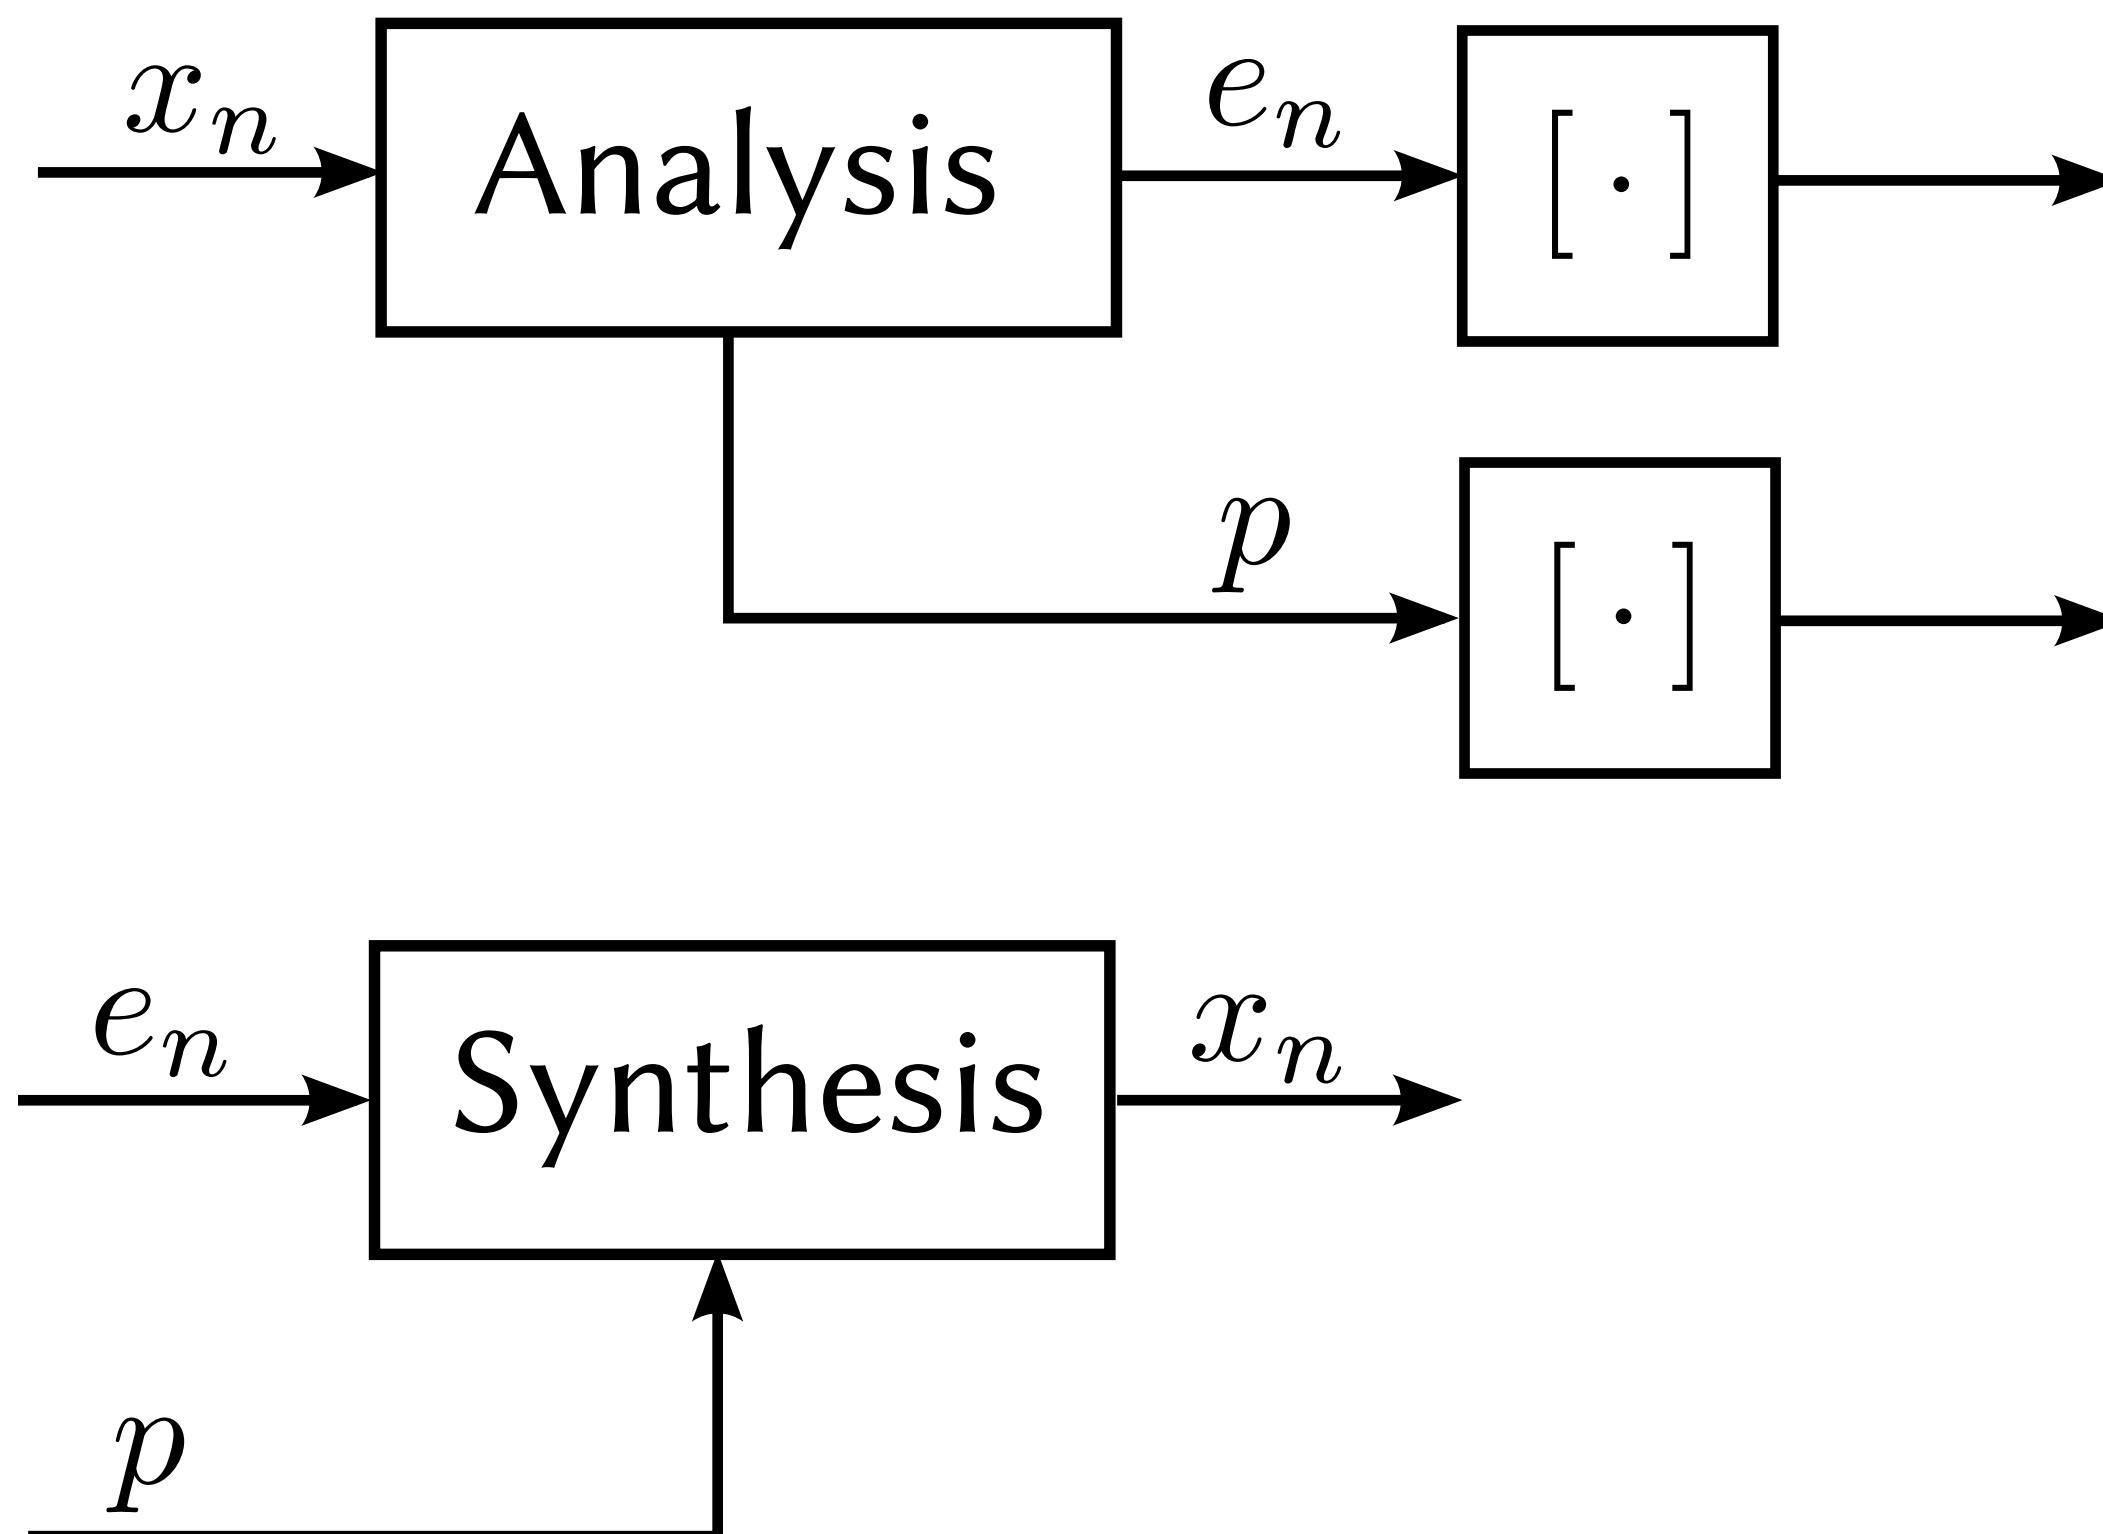 x_n Analysis e_n [ · ]
p [ · ]
e_n Synthesis x_n
p